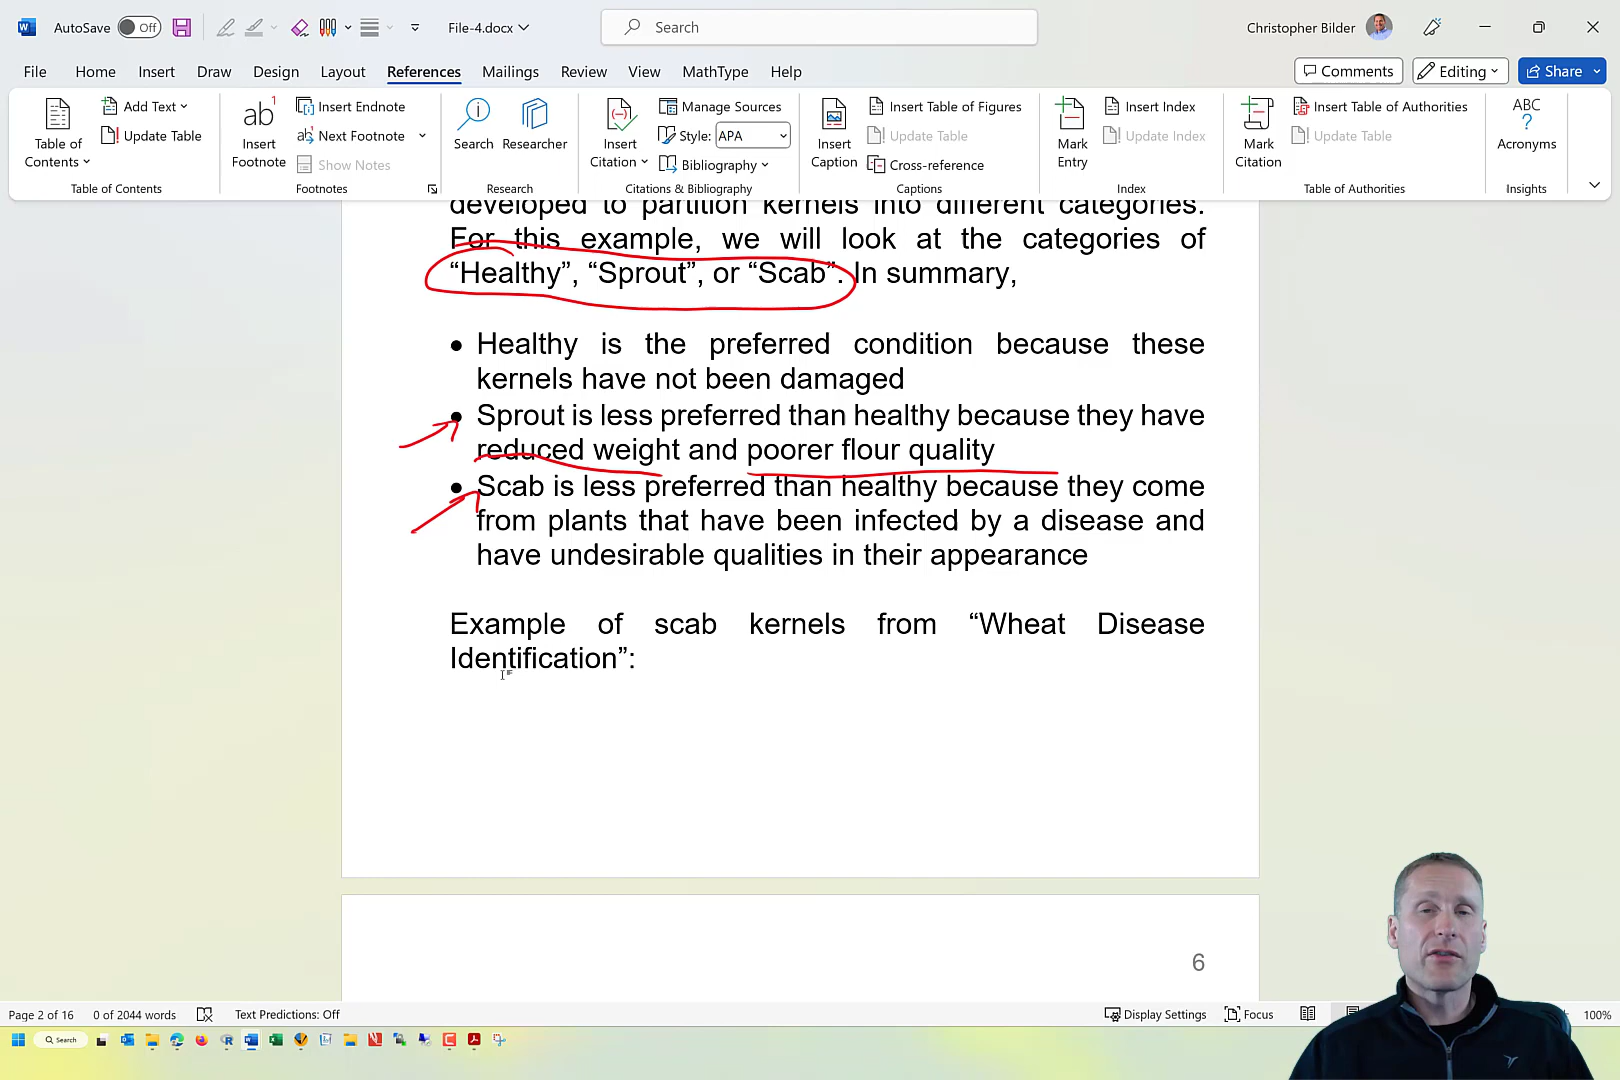 AutoSave Off File-4.docx Search Christopher Bilder
File Home Insert Draw Design Layout References Mailings Review View MathType Help Comments Editing Share
Table of Contents
Add Text
Update Table
Table of Contents
ab1
Insert Footnote
Insert Endnote
Next Footnote
Show Notes
Footnotes
Search
Researcher
Research
Insert Citation
Manage Sources
Style: APA
Bibliography
Citations & Bibliography
Insert Caption
Insert Table of Figures
Update Table
Cross-reference
Captions
Mark Entry
Insert Index
Update Index
Index
Mark Citation
Insert Table of Authorities
Update Table
Table of Authorities
ABC
?
Acronyms
Insights
developed to partition kernels into different categories.
For this example, we will look at the categories of
“Healthy”, “Sprout”, or “Scab”. In summary,
• Healthy is the preferred condition because these
kernels have not been damaged
• Sprout is less preferred than healthy because they have
reduced weight and poorer flour quality
• Scab is less preferred than healthy because they come
from plants that have been infected by a disease and
have undesirable qualities in their appearance
Example of scab kernels from “Wheat Disease
Identification”:
6
Page 2 of 16 0 of 2044 words Text Predictions: Off Display Settings Focus 100%
Search